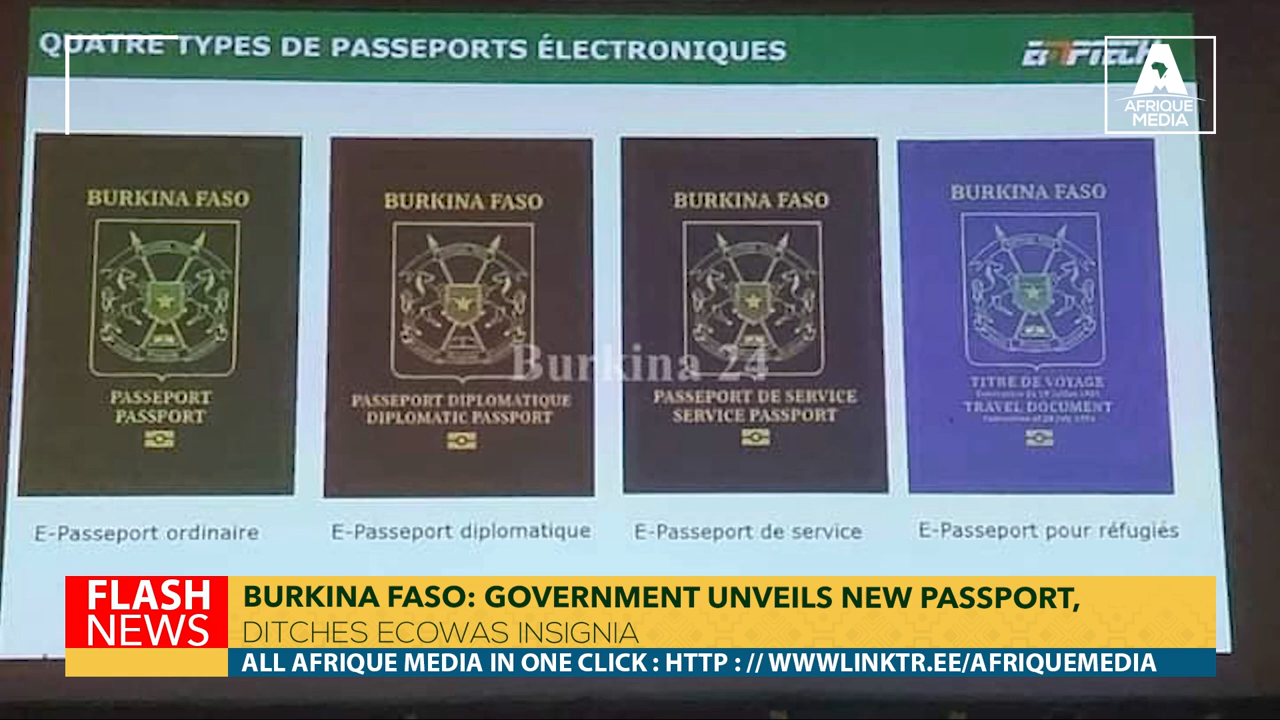 QUATRE TYPES DE PASSEPORTS ÉLECTRONIQUES
AFRIQUE
MEDIA
BURKINA FASO
PASSEPORT
PASSPORT
E-Passeport ordinaire
BURKINA FASO
PASSEPORT DIPLOMATIQUE
DIPLOMATIC PASSPORT
E-Passeport diplomatique
BURKINA FASO
PASSEPORT DE SERVICE
SERVICE PASSPORT
E-Passeport de service
BURKINA FASO
TITRE DE VOYAGE
TRAVEL DOCUMENT
E-Passeport pour réfugiés
Burkina 24
FLASH
NEWS
BURKINA FASO: GOVERNMENT UNVEILS NEW PASSPORT,
DITCHES ECOWAS INSIGNIA
ALL AFRIQUE MEDIA IN ONE CLICK : HTTP : // WWWLINKTR.EE/AFRIQUEMEDIA